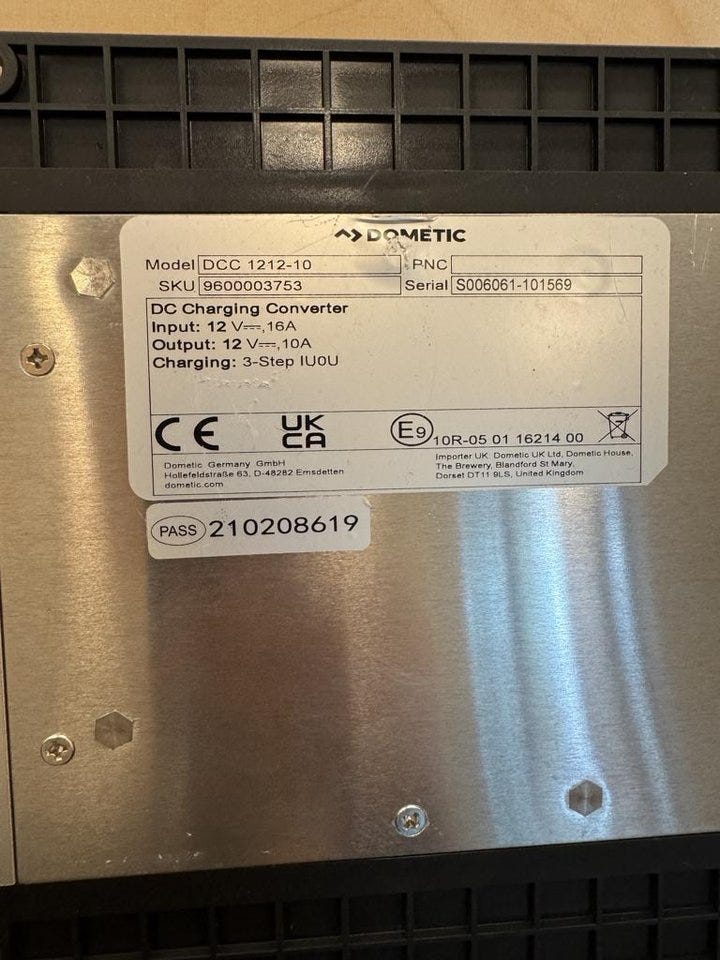 DOMETIC
Model DCC 1212-10 PNC
SKU 9600003753 Serial S006061-101569
DC Charging Converter
Input: 12 V⎓,16A
Output: 12 V⎓,10A
Charging: 3-Step IU0U
CE UK CA E9 10R-05 01 16214 00
Dometic Germany GmbH
Hollefeldstraße 63, D-48282 Emsdetten
dometic.com
Importer UK: Dometic UK Ltd, Dometic House,
The Brewery, Blandford St Mary,
Dorset DT11 9LS, United Kingdom
PASS 210208619